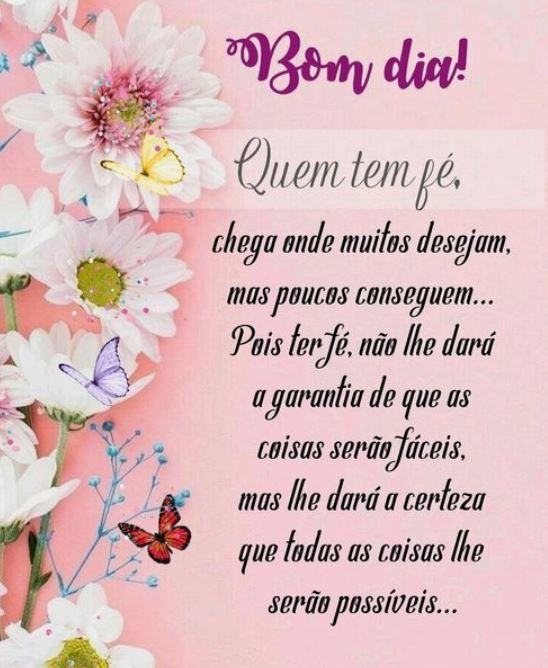 Bom dia!
Quem tem fé,
chega onde muitos desejam,
mas poucos conseguem...
Pois ter fé, não lhe dará
a garantia de que as
coisas serão fáceis,
mas lhe dará a certeza
que todas as coisas lhe
serão possíveis...